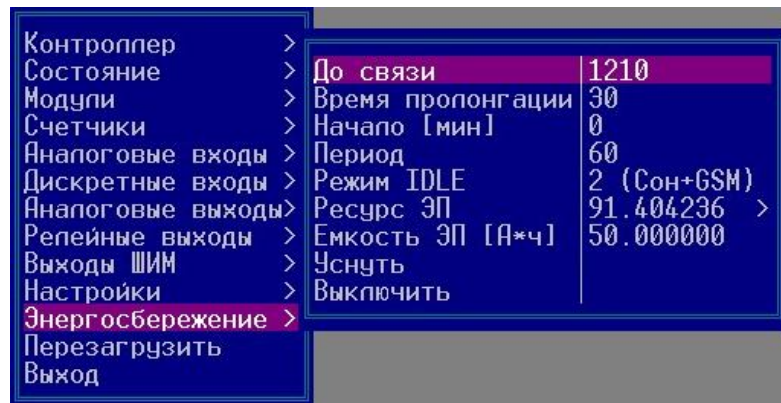 Контроллер >
Состояние >
Модули >
Счетчики >
Аналоговые входы >
Дискретные входы >
Аналоговые выходы>
Релейные выходы >
Выходы ШИМ >
Настройки >
Энергосбережение >
Перезагрузить
Выход
До связи 1210
Время пролонгации 30
Начало [мин] 0
Период 60
Режим IDLE 2 (Сон+GSM)
Ресурс ЭП 91.404236 >
Емкость ЭП [А*ч] 50.000000
Уснуть
Выключить